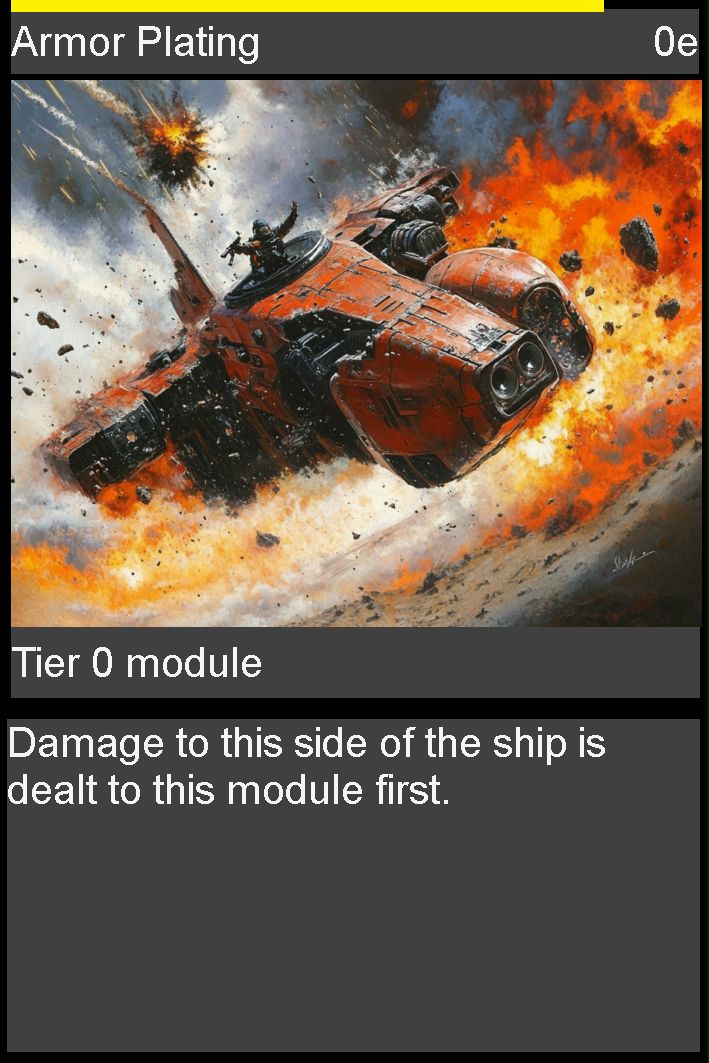 Armor Plating 0e
Tier 0 module
Damage to this side of the ship is
dealt to this module first.